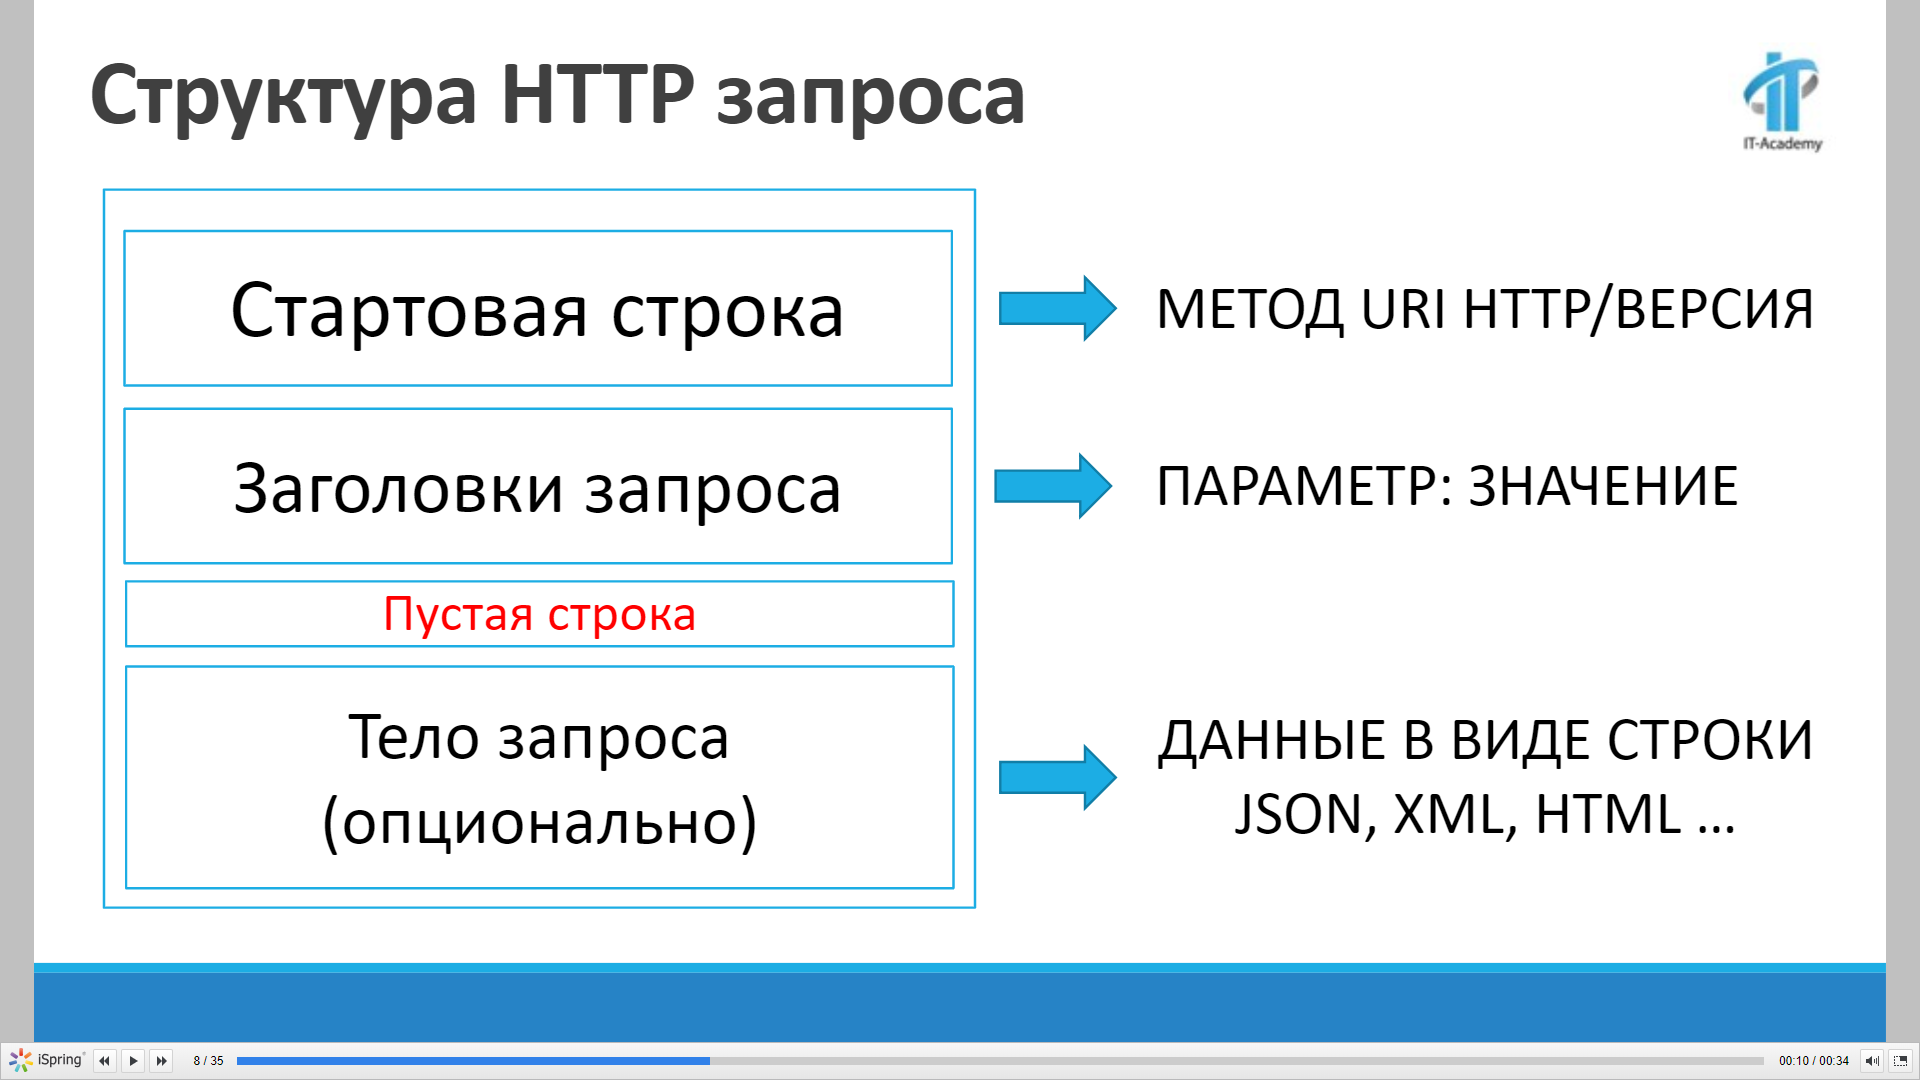 Структура HTTP запроса
IT-Academy
Стартовая строка
МЕТОД URI HTTP/ВЕРСИЯ
Заголовки запроса
ПАРАМЕТР: ЗНАЧЕНИЕ
Пустая строка
Тело запроса
(опционально)
ДАННЫЕ В ВИДЕ СТРОКИ
JSON, XML, HTML ...
iSpring
8 / 35
00:10 / 00:34